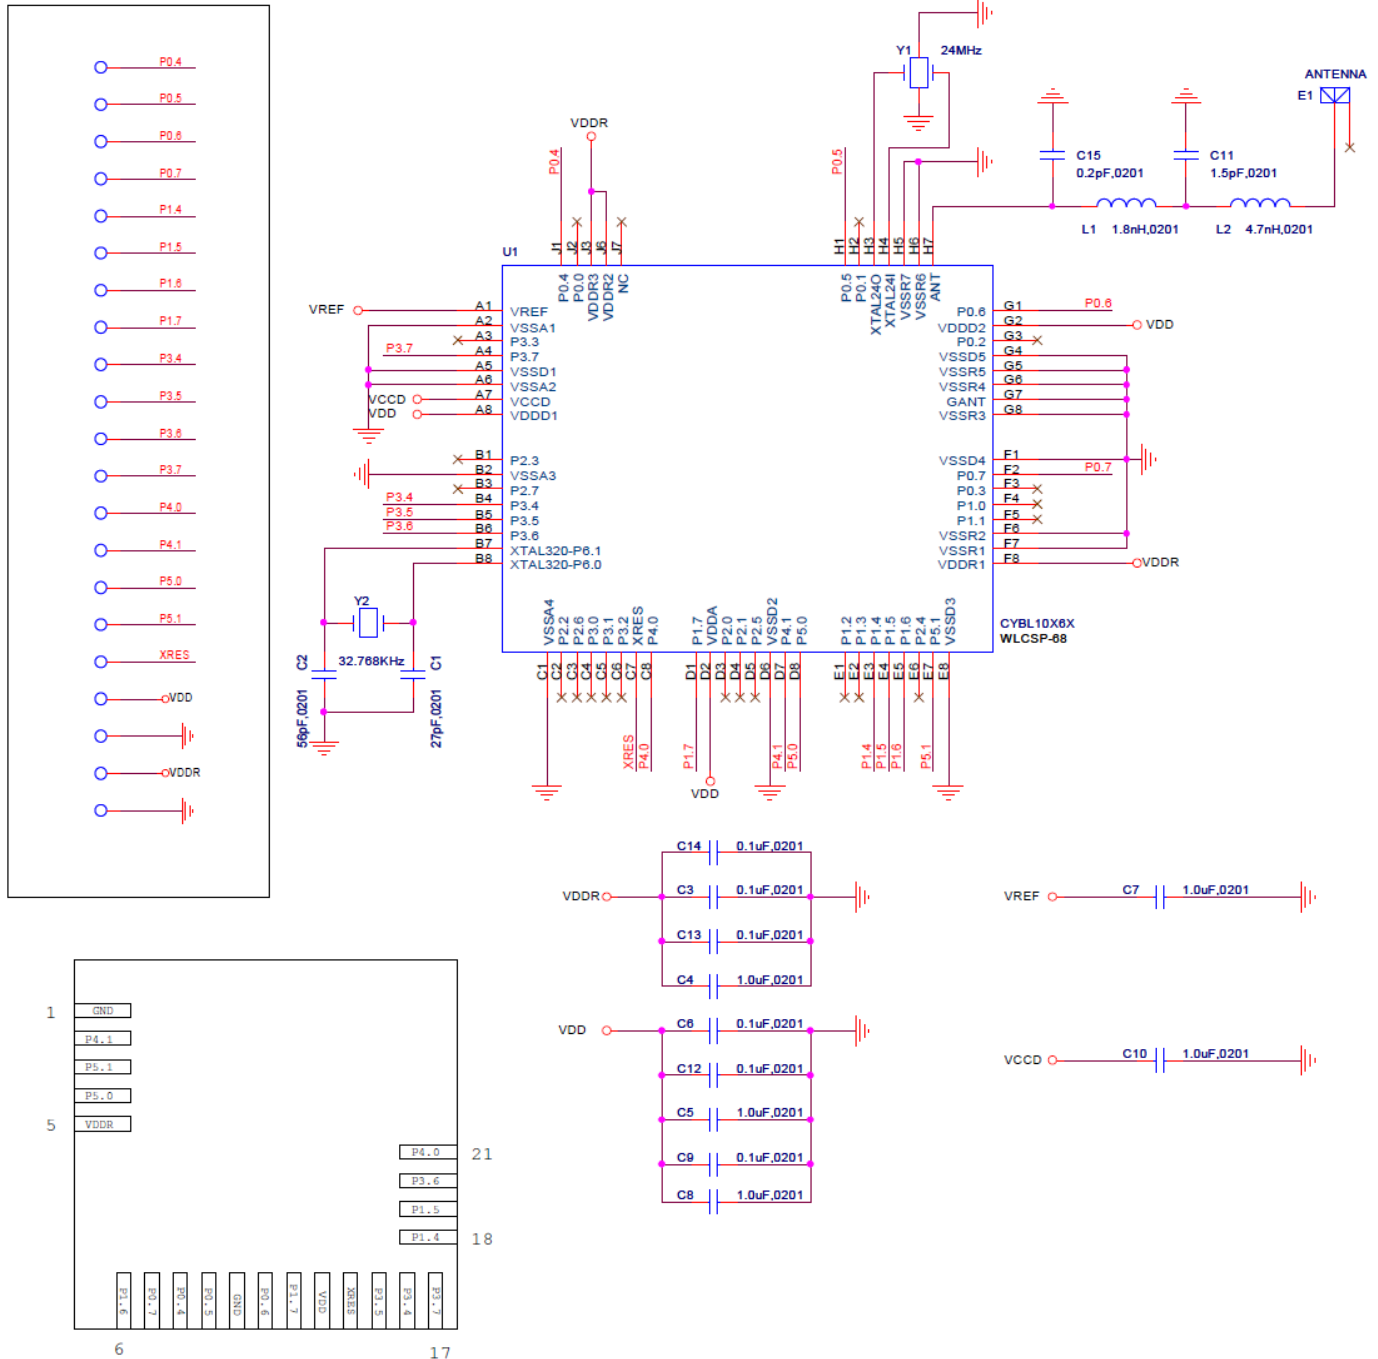 P0.4
P0.5
P0.6
P0.7
P1.4
P1.5
P1.6
P1.7
P3.4
P3.5
P3.6
P3.7
P4.0
P4.1
P5.0
P5.1
XRES
VDD
VDDR
Y1 24MHz
ANTENNA
E1
C15
0.2pF,0201
C11
1.5pF,0201
L1 1.8nH,0201
L2 4.7nH,0201
VDDR
P0.4
P0.5
J1 J2 J3 J6 J7
H1 H2 H3 H4 H5 H6 H7
U1
P0.4 P0.0 VDDR3 VDDR2 NC
P0.5 P0.1 XTAL24O XTAL24I VSSR7 VSSR6 ANT
VREF A1 VREF
A2 VSSA1
A3 P3.3
P3.7 A4 P3.7
A5 VSSD1
A6 VSSA2
VCCD A7 VCCD
VDD A8 VDDD1
B1 P2.3
B2 VSSA3
B3 P2.7
P3.4 B4 P3.4
P3.5 B5 P3.5
P3.6 B6 P3.6
B7 XTAL32O-P6.1
B8 XTAL32O-P6.0
P0.6 G1 P0.6
VDDD2 G2 VDD
P0.2 G3
VSSD5 G4
VSSR5 G5
VSSR4 G6
GANT G7
VSSR3 G8
VSSD4 F1
P0.7 F2 P0.7
P0.3 F3
P1.0 F4
P1.1 F5
VSSR2 F6
VSSR1 F7
VDDR1 F8 VDDR
CYBL10X6X
WLCSP-68
Y2
32.768KHz
C2
56pF,0201
C1
27pF,0201
VSSA4 P2.2 P2.6 P3.0 P3.1 P3.2 XRES P4.0
C1 C2 C3 C4 C5 C6 C7 C8
XRES P4.0
P1.7 VDDA P2.0 P2.1 P2.5 VSSD2 P4.1 P5.0
D1 D2 D3 D4 D5 D6 D7 D8
P1.7 P4.1 P5.0
VDD
P1.2 P1.3 P1.4 P1.5 P1.6 P2.4 P5.1 VSSD3
E1 E2 E3 E4 E5 E6 E7 E8
P1.4 P1.5 P1.6 P5.1
C14 0.1uF,0201
VDDR C3 0.1uF,0201
C13 0.1uF,0201
C4 1.0uF,0201
VDD C6 0.1uF,0201
C12 0.1uF,0201
C5 1.0uF,0201
C9 0.1uF,0201
C8 1.0uF,0201
VREF C7 1.0uF,0201
VCCD C10 1.0uF,0201
1 GND
P4.1
P5.1
P5.0
5 VDDR
P4.0 21
P3.6
P1.5
P1.4 18
P1.6 P0.7 P0.4 P0.5 GND P0.6 P1.7 VDD XRES P3.5 P3.4 P3.7
6 17